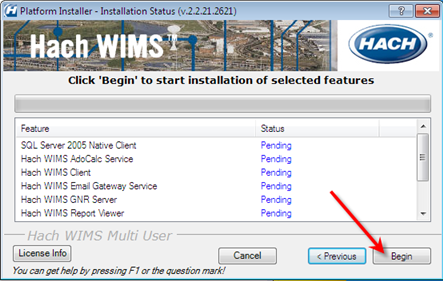 Platform Installer - Installation Status (v.2.2.21.2621)
Hach WIMS
HACH
Click 'Begin' to start installation of selected features
Feature Status
SQL Server 2005 Native Client Pending
Hach WIMS AdoCalc Service Pending
Hach WIMS Client Pending
Hach WIMS Email Gateway Service Pending
Hach WIMS GNR Server Pending
Hach WIMS Report Viewer Pending
Hach WIMS Multi User
License Info Cancel < Previous Begin
You can get help by pressing F1 or the question mark!